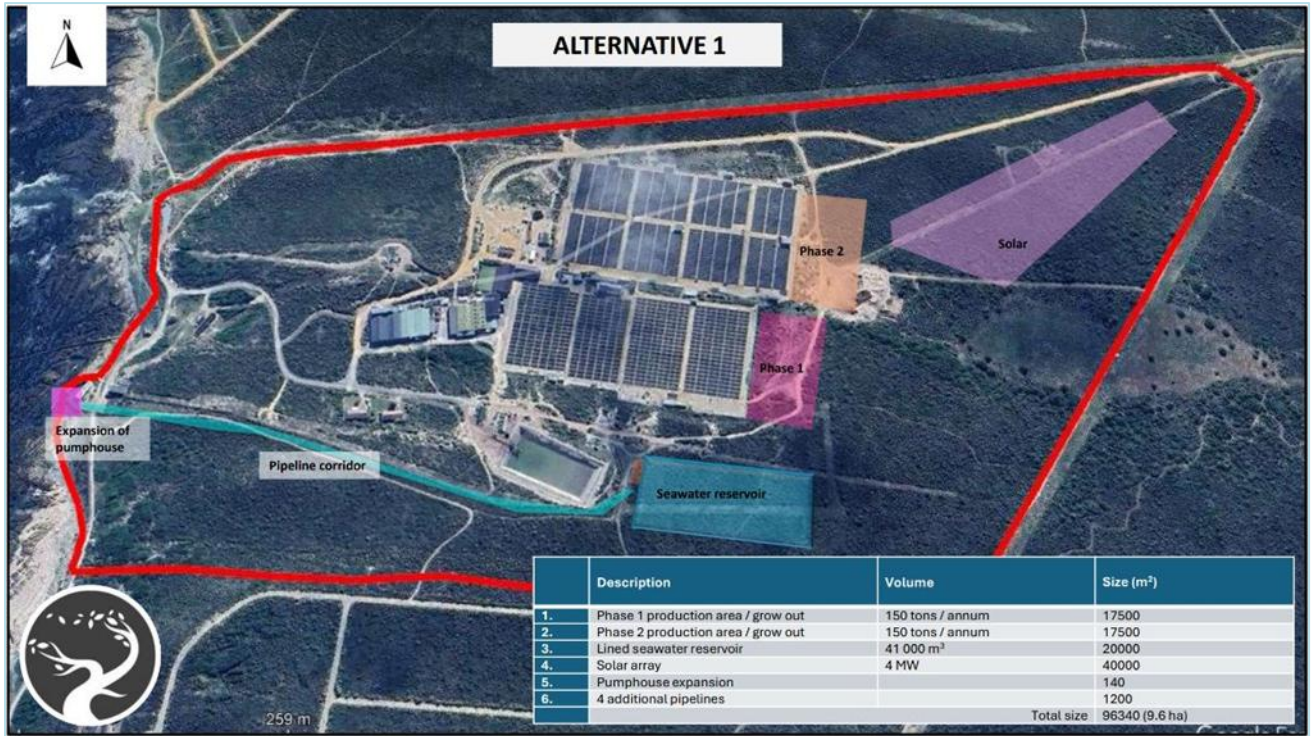 N
ALTERNATIVE 1
Phase 2
Solar
Phase 1
Expansion of
pumphouse
Pipeline corridor
Seawater reservoir
Description Volume Size (m²)
1. Phase 1 production area / grow out 150 tons / annum 17500
2. Phase 2 production area / grow out 150 tons / annum 17500
3. Lined seawater reservoir 41 000 m³ 20000
4. Solar array 4 MW 40000
5. Pumphouse expansion 140
6. 4 additional pipelines 1200
Total size 96340 (9.6 ha)
259 m